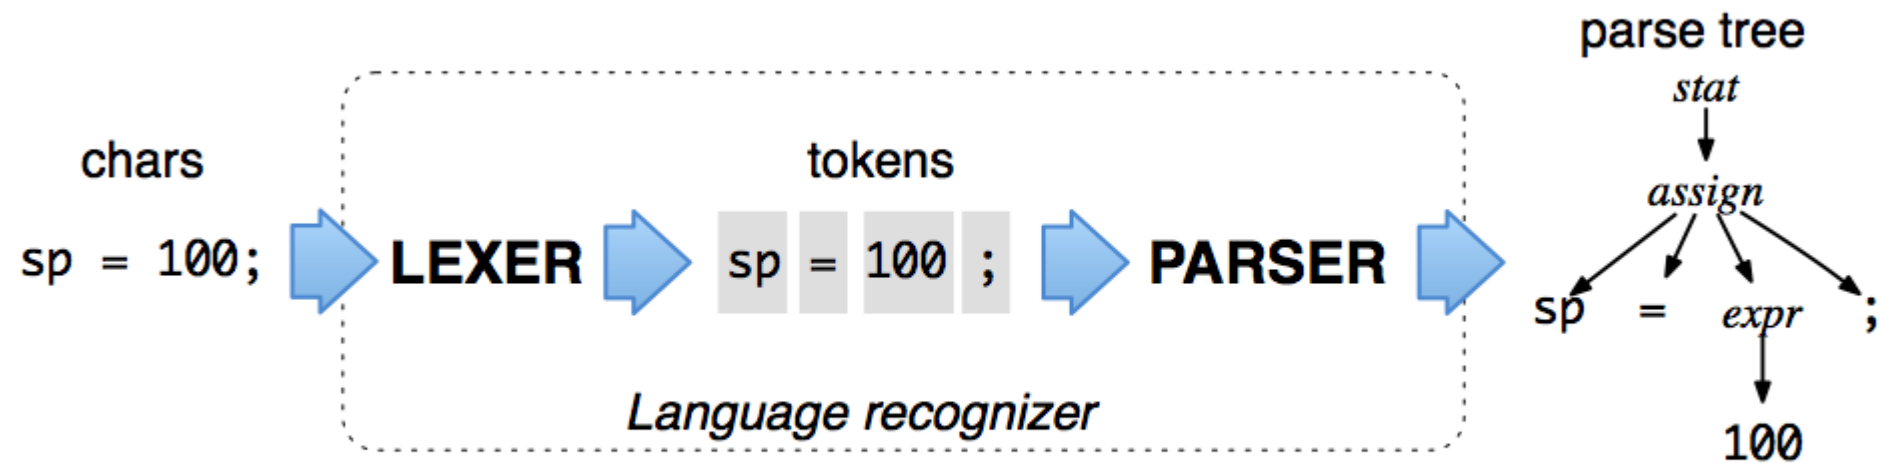 chars
sp = 100;
LEXER
tokens
sp = 100 ;
PARSER
Language recognizer
parse tree
stat
assign
sp = expr ;
100